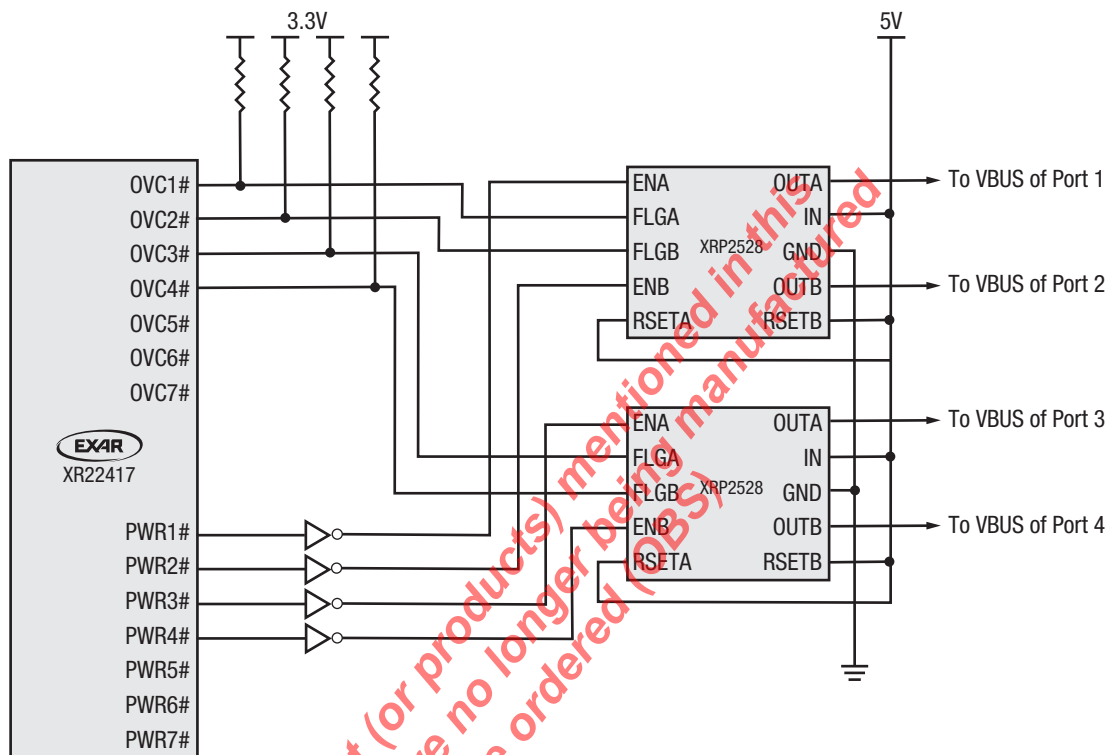 3.3V
5V
OVC1#
OVC2#
OVC3#
OVC4#
OVC5#
OVC6#
OVC7#
EXAR
XR22417
PWR1#
PWR2#
PWR3#
PWR4#
PWR5#
PWR6#
PWR7#
ENA
FLGA
FLGB
ENB
RSETA
XRP2528
OUTA
IN
GND
OUTB
RSETB
To VBUS of Port 1
To VBUS of Port 2
ENA
FLGA
FLGB
ENB
RSETA
XRP2528
OUTA
IN
GND
OUTB
RSETB
To VBUS of Port 3
To VBUS of Port 4
(or products) mentioned in this
no longer being manufactured
ordered (OBS)